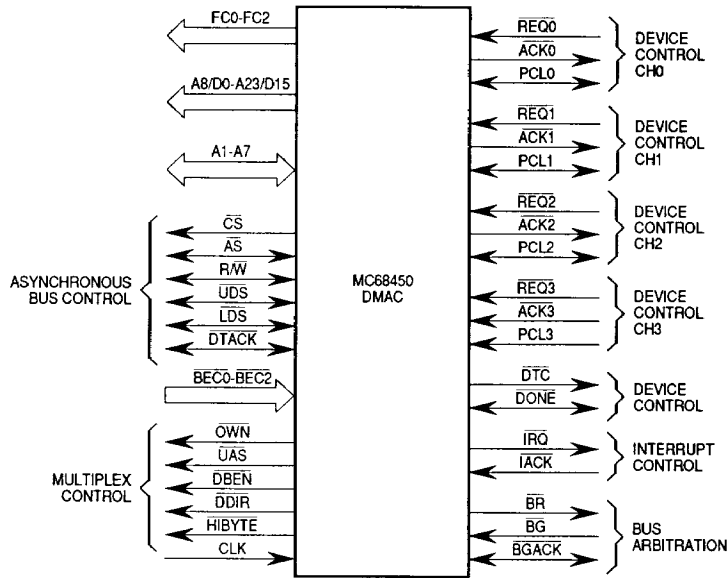 FC0-FC2
A8/D0-A23/D15
A1-A7
ASYNCHRONOUS
BUS CONTROL
CS
AS
R/W
UDS
LDS
DTACK
BEC0-BEC2
MULTIPLEX
CONTROL
OWN
UAS
DBEN
DDIR
HIBYTE
CLK
MC68450
DMAC
REQ0
ACK0
PCL0
DEVICE
CONTROL
CH0
REQ1
ACK1
PCL1
DEVICE
CONTROL
CH1
REQ2
ACK2
PCL2
DEVICE
CONTROL
CH2
REQ3
ACK3
PCL3
DEVICE
CONTROL
CH3
DTC
DONE
DEVICE
CONTROL
IRQ
IACK
INTERRUPT
CONTROL
BR
BG
BGACK
BUS
ARBITRATION